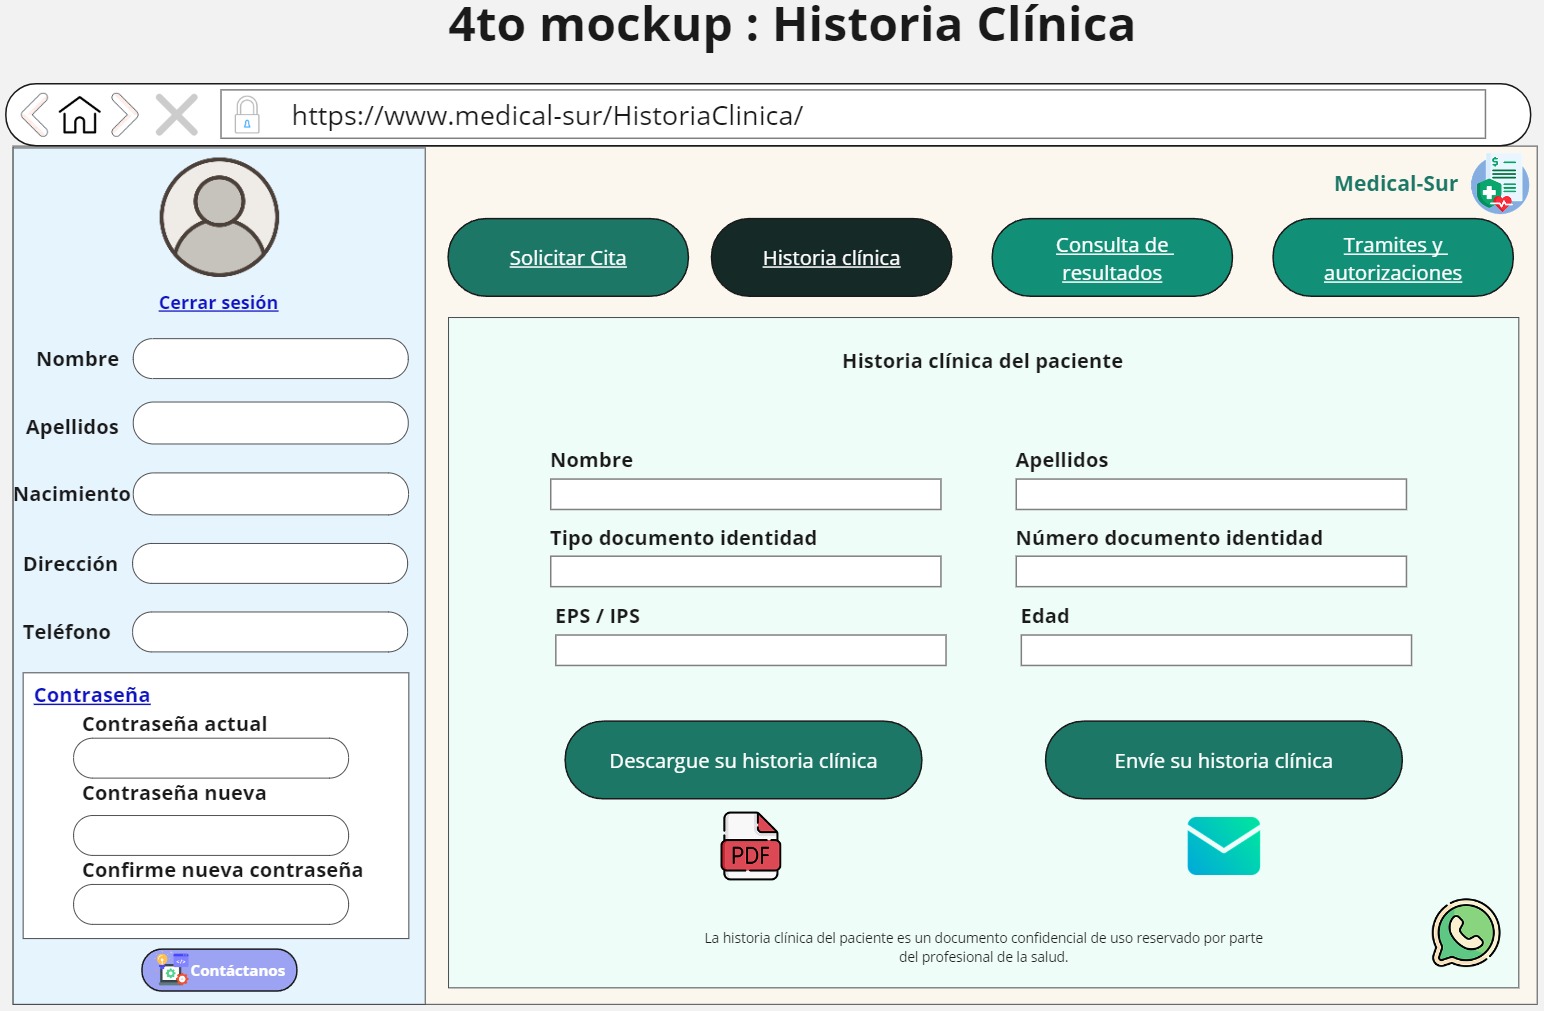 4to mockup : Historia Clínica
https://www.medical-sur/HistoriaClinica/
Cerrar sesión
Nombre
Apellidos
Nacimiento
Dirección
Teléfono
Contraseña
Contraseña actual
Contraseña nueva
Confirme nueva contraseña
Contáctanos
Medical-Sur
$
Solicitar Cita
Historia clínica
Consulta de
resultados
Tramites y
autorizaciones
Historia clínica del paciente
Nombre
Apellidos
Tipo documento identidad
Número documento identidad
EPS / IPS
Edad
Descargue su historia clínica
Envíe su historia clínica
PDF
La historia clínica del paciente es un documento confidencial de uso reservado por parte
del profesional de la salud.